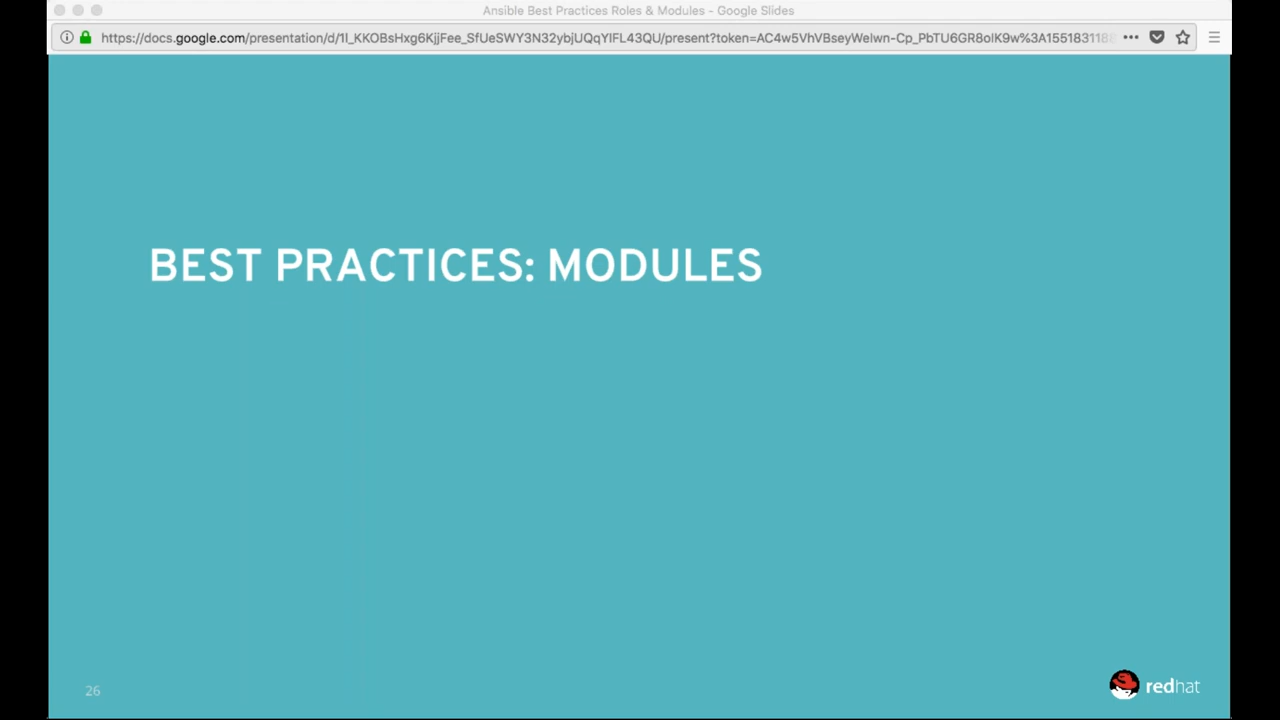 Ansible Best Practices Roles & Modules - Google Slides
BEST PRACTICES: MODULES
26
redhat